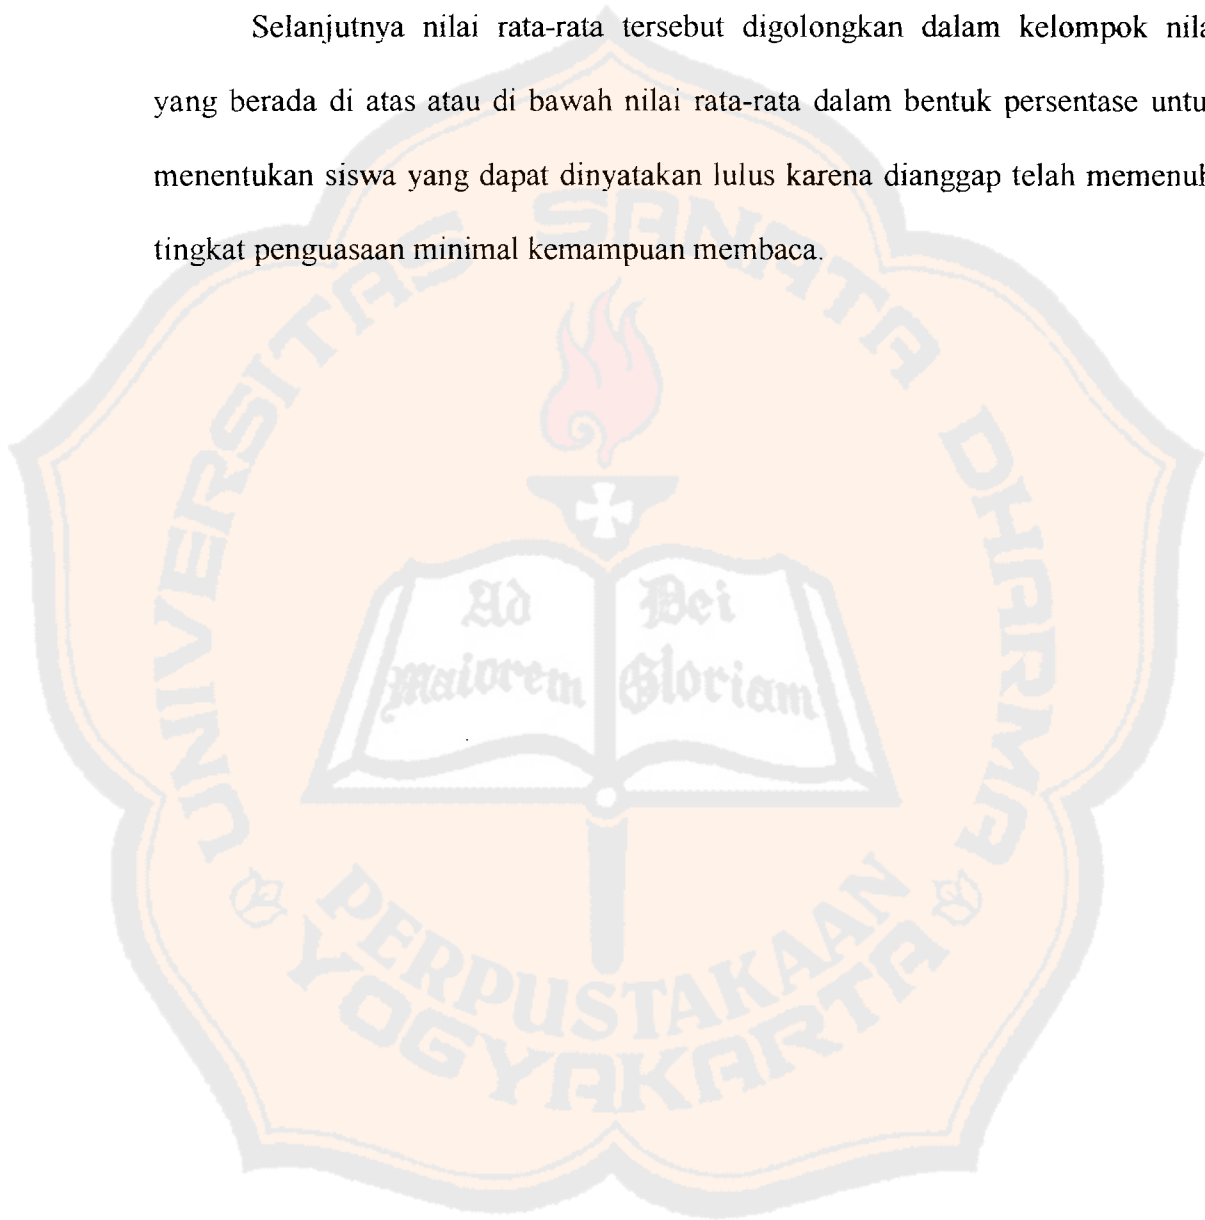 Selanjutnya nilai rata-rata tersebut digolongkan dalam kelompok nila
yang berada di atas atau di bawah nilai rata-rata dalam bentuk persentase untu
menentukan siswa yang dapat dinyatakan lulus karena dianggap telah memenuh
tingkat penguasaan minimal kemampuan membaca.
UNIVERSITAS SANATA DHARMA
Ad Dei
Maiorem Gloriam
PERPUSTAKAAN
YOGYAKARTA